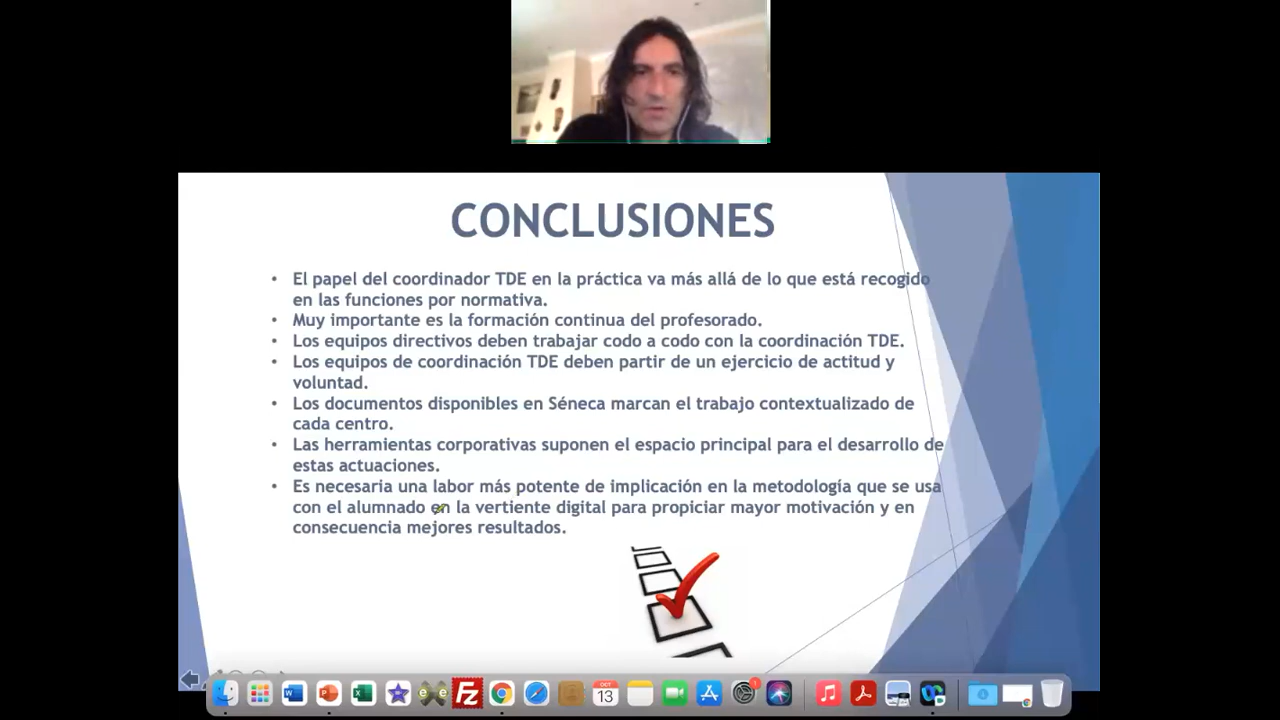 CONCLUSIONES
• El papel del coordinador TDE en la práctica va más allá de lo que está recogido
en las funciones por normativa.
• Muy importante es la formación continua del profesorado.
• Los equipos directivos deben trabajar codo a codo con la coordinación TDE.
• Los equipos de coordinación TDE deben partir de un ejercicio de actitud y
voluntad.
• Los documentos disponibles en Séneca marcan el trabajo contextualizado de
cada centro.
• Las herramientas corporativas suponen el espacio principal para el desarrollo de
estas actuaciones.
• Es necesaria una labor más potente de implicación en la metodología que se usa
con el alumnado en la vertiente digital para propiciar mayor motivación y en
consecuencia mejores resultados.
W P X eXe Fz OCT 13 1